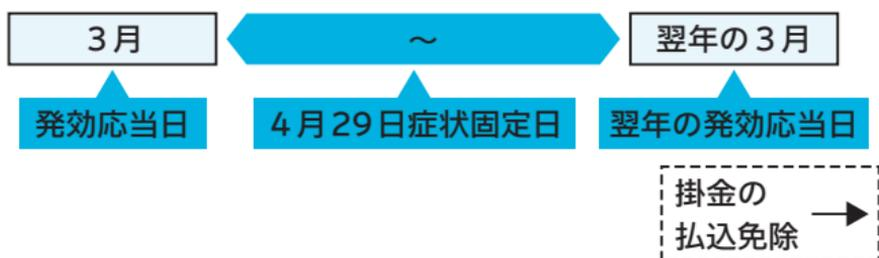 3月
～
翌年の3月
発効応当日
4月29日症状固定日
翌年の発効応当日
掛金の
払込免除